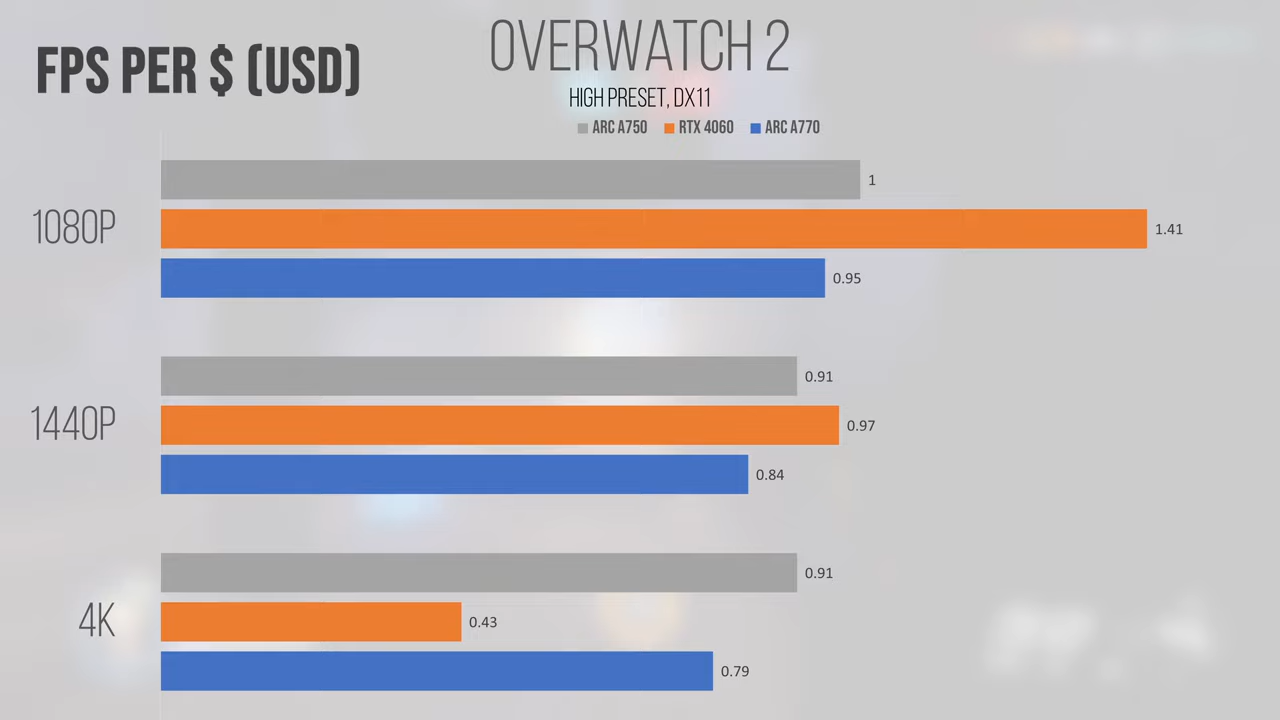 FPS PER $ (USD)
OVERWATCH 2
HIGH PRESET, DX11
ARC A750 RTX 4060 ARC A770
1080P
1
1.41
0.95
1440P
0.91
0.97
0.84
4K
0.91
0.43
0.79